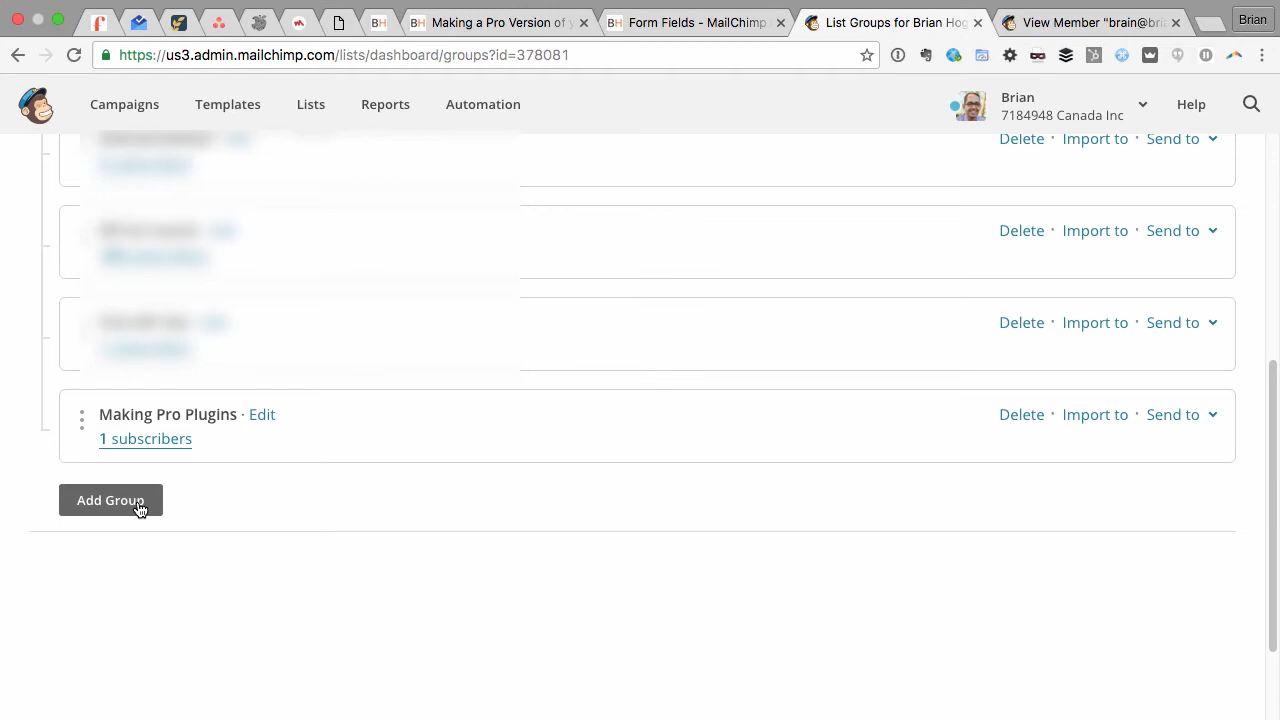 Making a Pro Version of y
Form Fields - MailChimp
List Groups for Brian Hog
View Member "brain@bri
Brian
https://us3.admin.mailchimp.com/lists/dashboard/groups?id=378081
Campaigns
Templates
Lists
Reports
Automation
Brian
7184948 Canada Inc
Help
Delete · Import to · Send to
Delete · Import to · Send to
Delete · Import to · Send to
Making Pro Plugins · Edit
Delete · Import to · Send to
1 subscribers
Add Group